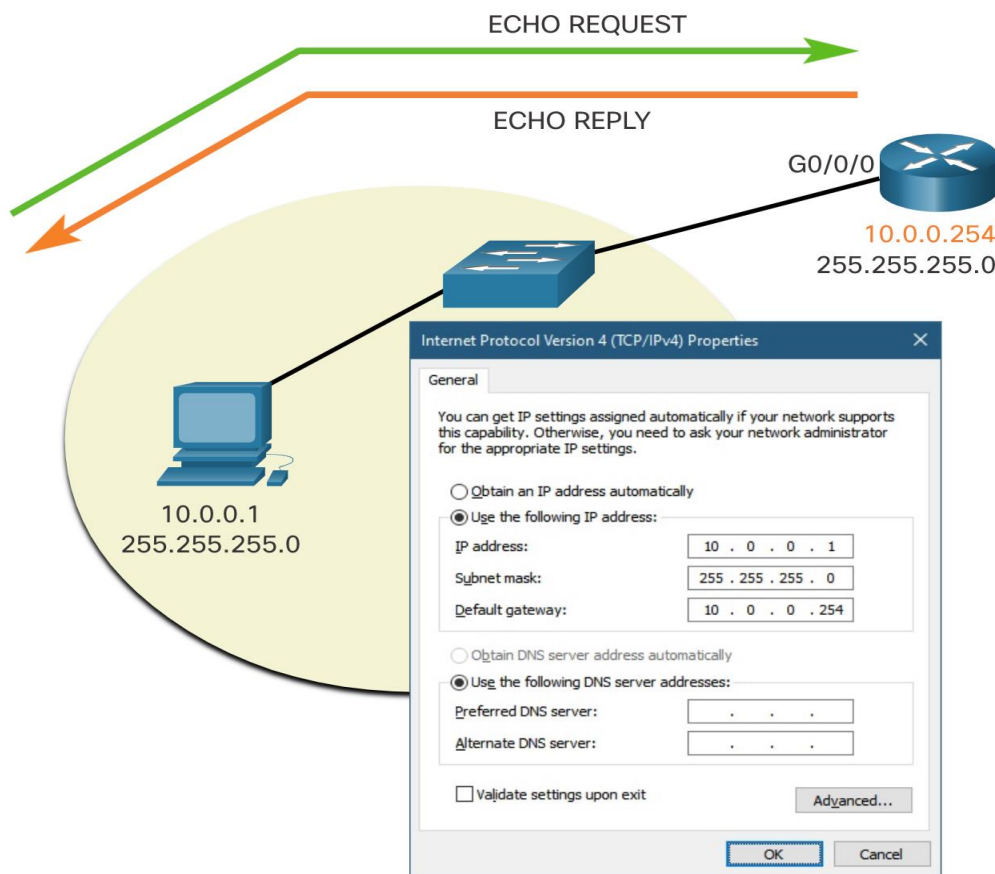 ECHO REQUEST
ECHO REPLY
G0/0/0
10.0.0.254
255.255.255.0
10.0.0.1
255.255.255.0
Internet Protocol Version 4 (TCP/IPv4) Properties
General
You can get IP settings assigned automatically if your network supports
this capability. Otherwise, you need to ask your network administrator
for the appropriate IP settings.
Obtain an IP address automatically
Use the following IP address:
IP address: 10 . 0 . 0 . 1
Subnet mask: 255 . 255 . 255 . 0
Default gateway: 10 . 0 . 0 . 254
Obtain DNS server address automatically
Use the following DNS server addresses:
Preferred DNS server: . . .
Alternate DNS server: . . .
Validate settings upon exit
Advanced...
OK Cancel